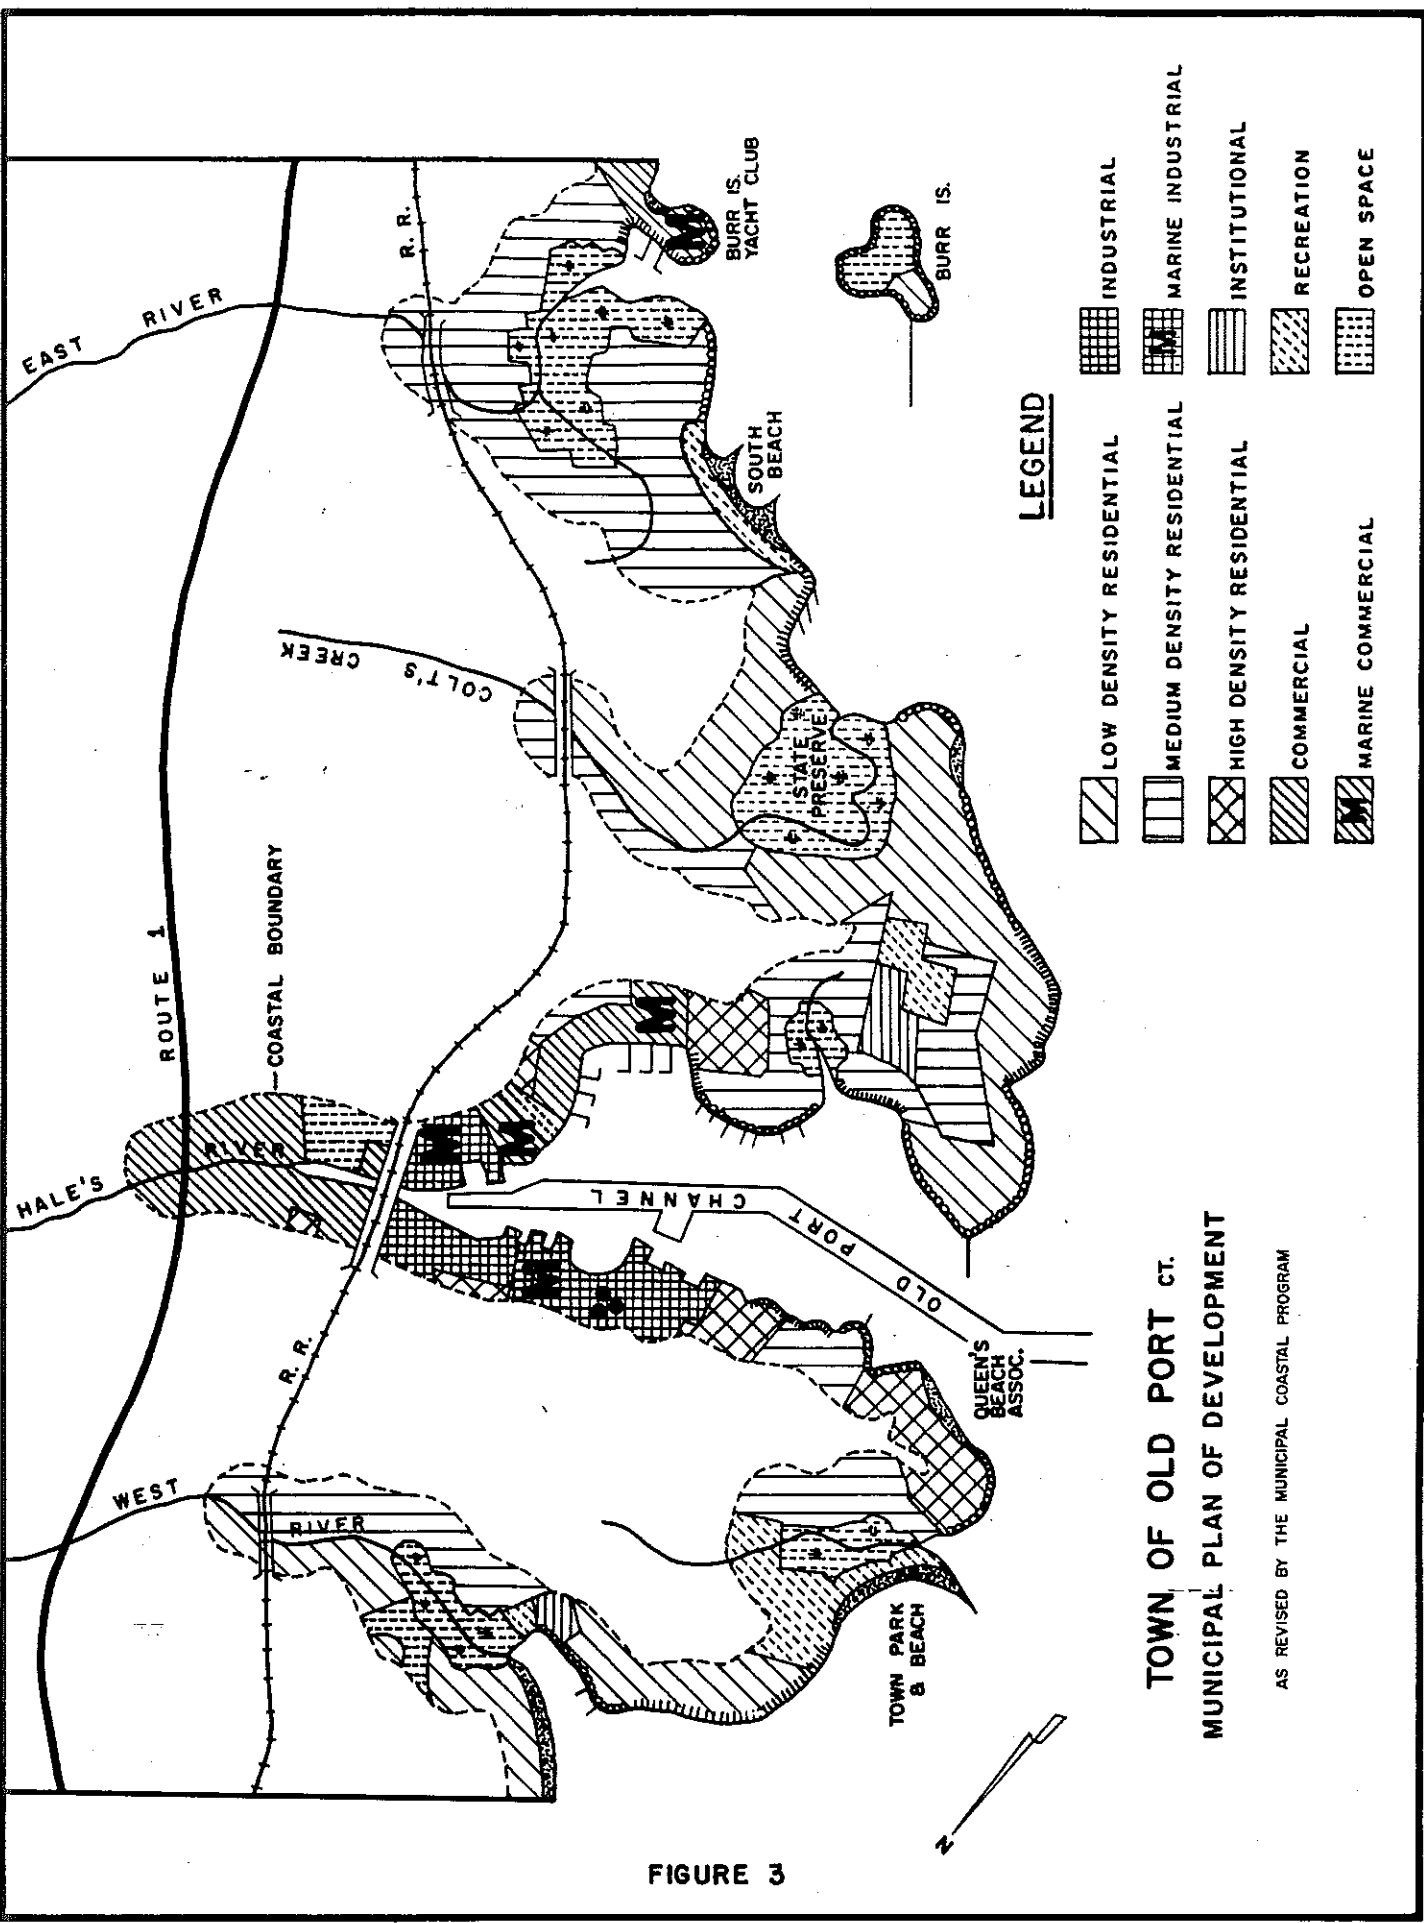 EAST RIVER
R. R.
BURR IS.
YACHT CLUB
BURR IS.
SOUTH
BEACH
COLT'S CREEK
STATE
PRESERVE
ROUTE 1
COASTAL BOUNDARY
HALE'S RIVER
M
M
M
M
M
OLD PORT CHANNEL
R. R.
WEST RIVER
QUEEN'S
BEACH
ASSOC.
TOWN PARK
& BEACH
N
LEGEND
LOW DENSITY RESIDENTIAL
MEDIUM DENSITY RESIDENTIAL
HIGH DENSITY RESIDENTIAL
COMMERCIAL
M MARINE COMMERCIAL
INDUSTRIAL
M MARINE INDUSTRIAL
INSTITUTIONAL
RECREATION
OPEN SPACE
TOWN OF OLD PORT CT.
MUNICIPAL PLAN OF DEVELOPMENT
AS REVISED BY THE MUNICIPAL COASTAL PROGRAM
FIGURE 3